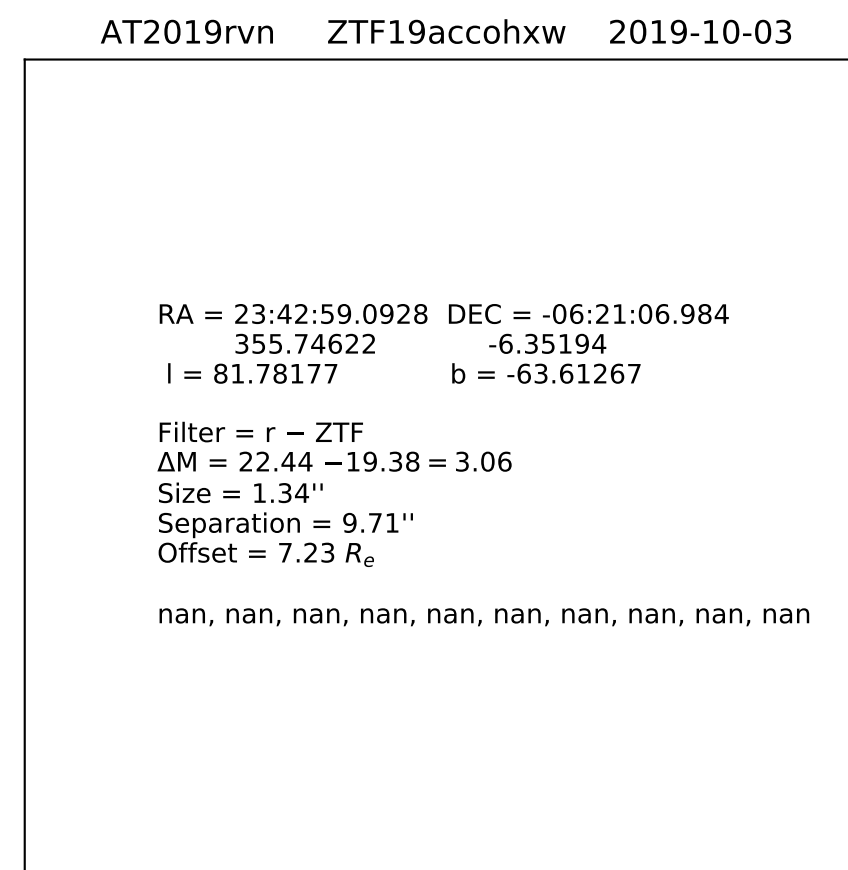 AT2019rvn ZTF19accohxw 2019-10-03
RA = 23:42:59.0928 DEC = -06:21:06.984
355.74622 -6.35194
l = 81.78177 b = -63.61267
Filter = r − ZTF
ΔM = 22.44 −19.38 = 3.06
Size = 1.34''
Separation = 9.71''
Offset = 7.23 Re
nan, nan, nan, nan, nan, nan, nan, nan, nan, nan